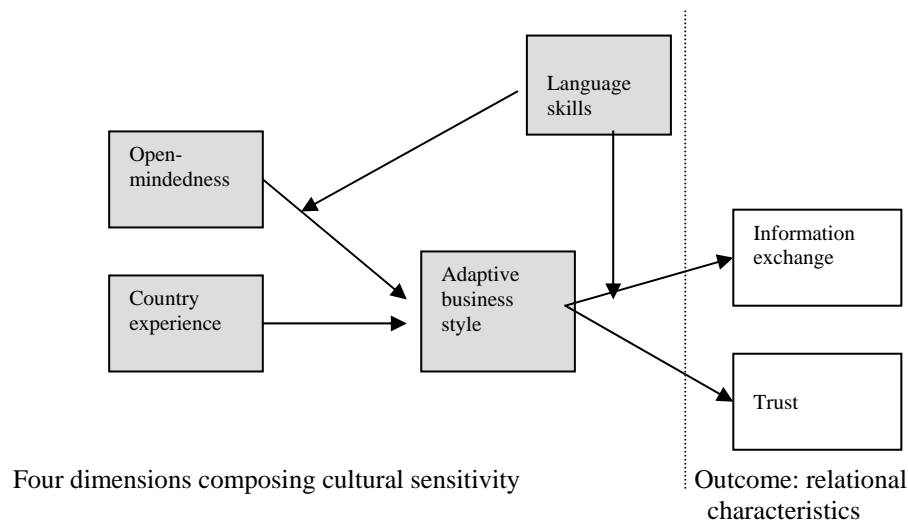 Language
skills
Open-
mindedness
Information
exchange
Country
experience
Adaptive
business
style
Trust
Four dimensions composing cultural sensitivity
Outcome: relational
characteristics